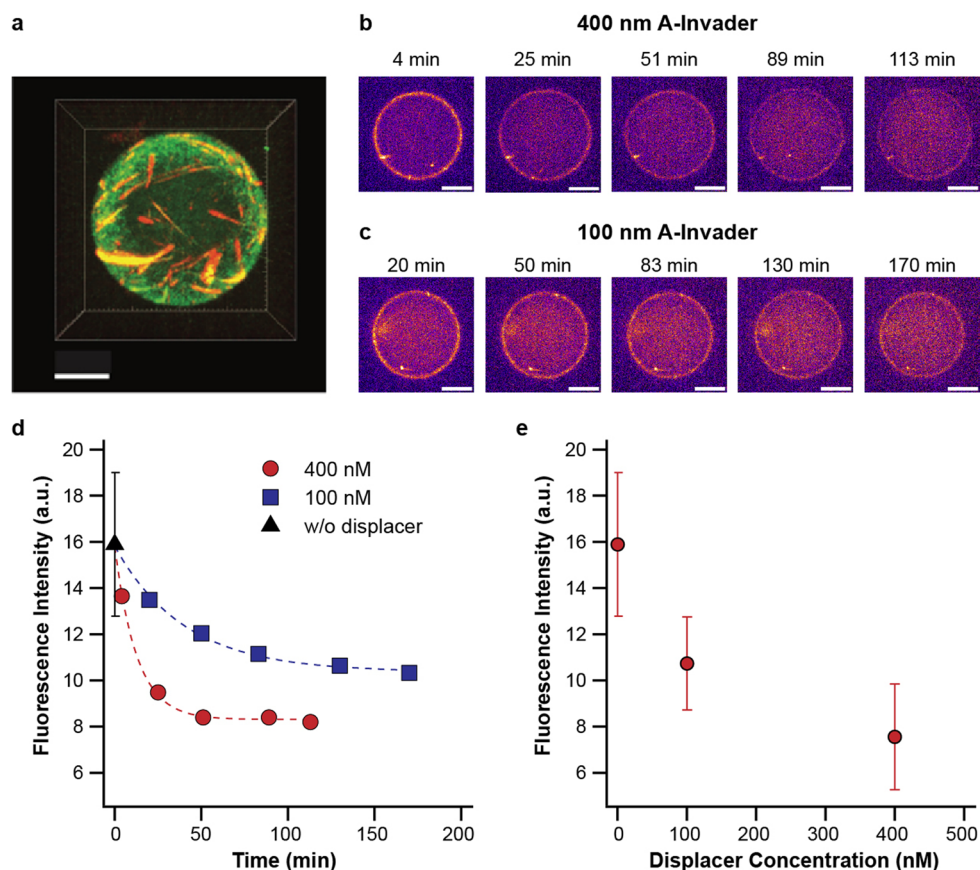 a
b
400 nm A-Invader
4 min 25 min 51 min 89 min 113 min
c
100 nm A-Invader
20 min 50 min 83 min 130 min 170 min
d
20
18
16
14
12
10
8
6
Fluorescence Intensity (a.u.)
400 nM
100 nM
w/o displacer
0 50 100 150 200
Time (min)
e
20
18
16
14
12
10
8
6
Fluorescence Intensity (a.u.)
0 100 200 300 400 500
Displacer Concentration (nM)